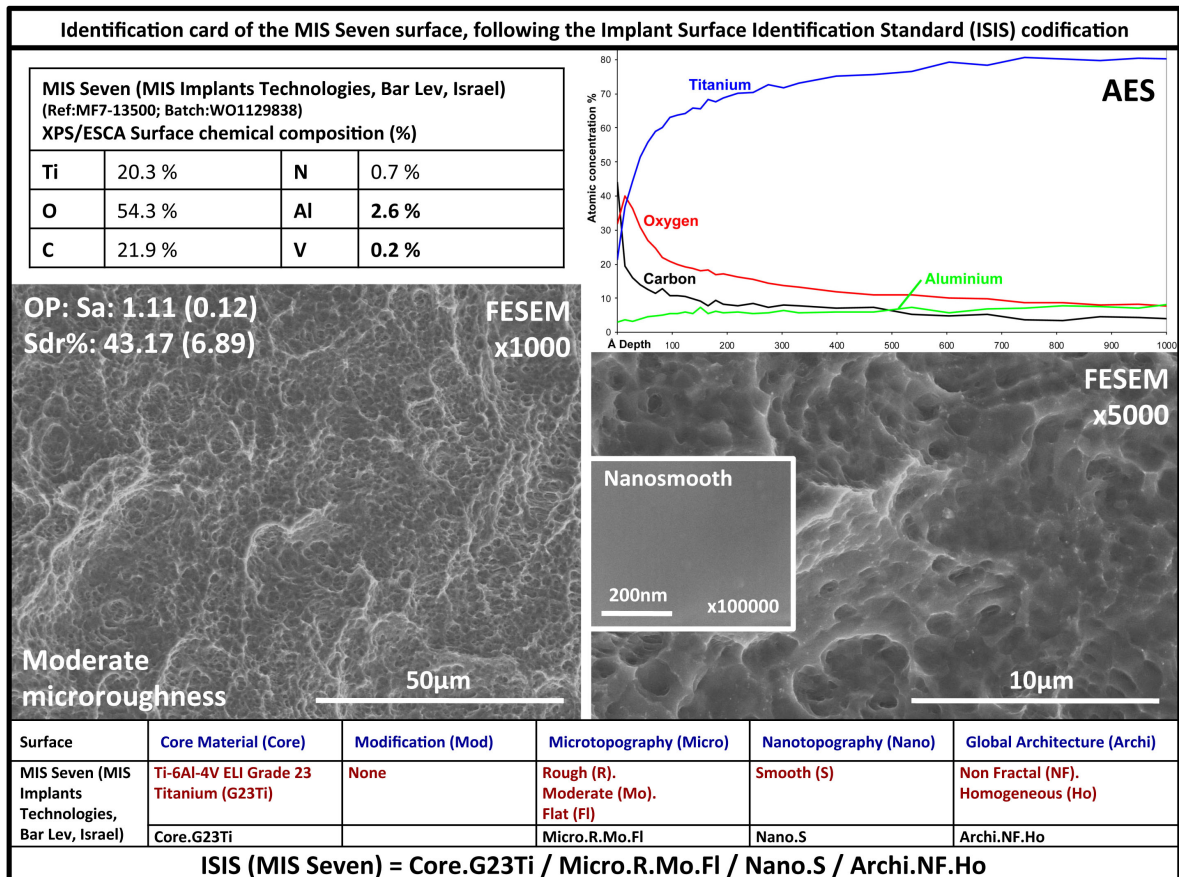 Identification card of the MIS Seven surface, following the Implant Surface Identification Standard (ISIS) codification
MIS Seven (MIS Implants Technologies, Bar Lev, Israel)
(Ref:MF7-13500; Batch:WO1129838)
XPS/ESCA Surface chemical composition (%)
Ti 20.3 % N 0.7 %
O 54.3 % Al 2.6 %
C 21.9 % V 0.2 %
AES
Atomic concentration %
80
70
60
50
40
30
20
10
0
Titanium
Oxygen
Carbon
Aluminium
Å Depth 100 200 300 400 500 600 700 800 900 1000
OP: Sa: 1.11 (0.12)
Sdr%: 43.17 (6.89)
FESEM
x1000
Moderate
microroughness
50µm
FESEM
x5000
Nanosmooth
200nm
x100000
10µm
Surface Core Material (Core) Modification (Mod) Microtopography (Micro) Nanotopography (Nano) Global Architecture (Archi)
MIS Seven (MIS
Implants
Technologies,
Bar Lev, Israel)
Ti-6Al-4V ELI Grade 23
Titanium (G23Ti)
None
Rough (R).
Moderate (Mo).
Flat (Fl)
Smooth (S)
Non Fractal (NF).
Homogeneous (Ho)
Core.G23Ti Micro.R.Mo.Fl Nano.S Archi.NF.Ho
ISIS (MIS Seven) = Core.G23Ti / Micro.R.Mo.Fl / Nano.S / Archi.NF.Ho